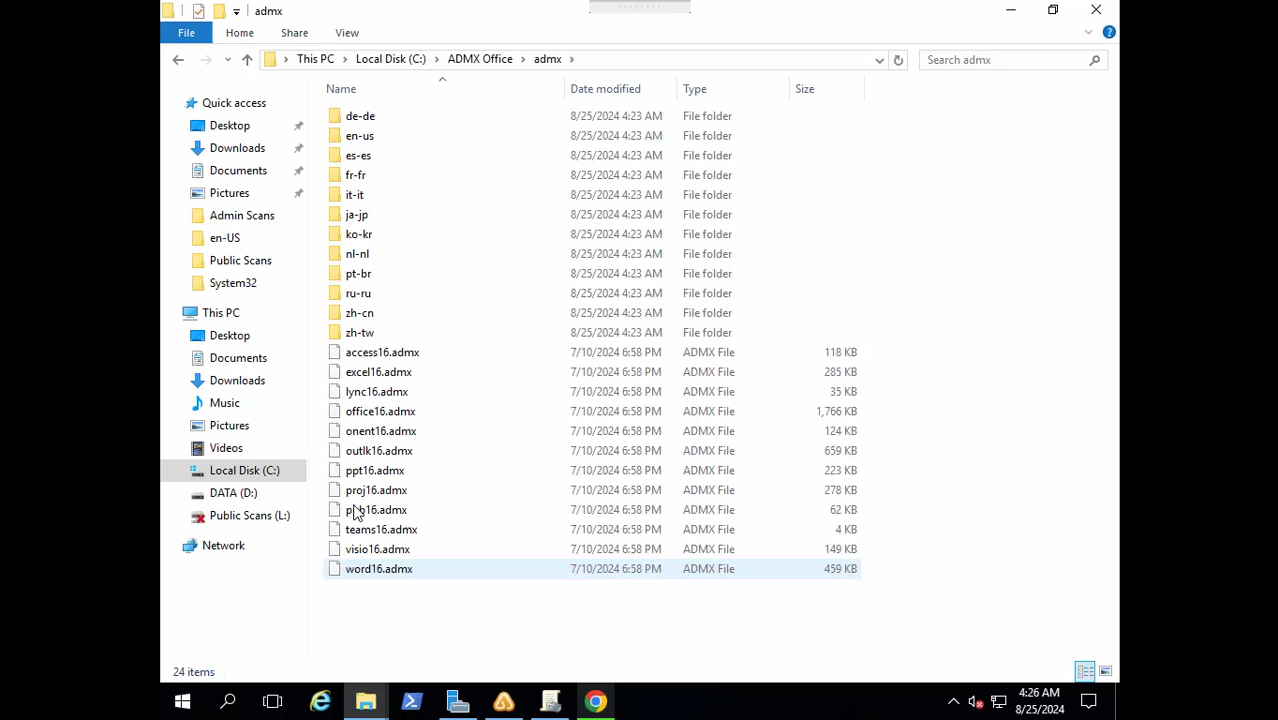 admx
File Home Share View
This PC Local Disk (C:) ADMX Office admx Search admx
Name Date modified Type Size
Quick access
Desktop
Downloads
Documents
Pictures
Admin Scans
en-US
Public Scans
System32
This PC
Desktop
Documents
Downloads
Music
Pictures
Videos
Local Disk (C:)
DATA (D:)
Public Scans (L:)
Network
de-de 8/25/2024 4:23 AM File folder
en-us 8/25/2024 4:23 AM File folder
es-es 8/25/2024 4:23 AM File folder
fr-fr 8/25/2024 4:23 AM File folder
it-it 8/25/2024 4:23 AM File folder
ja-jp 8/25/2024 4:23 AM File folder
ko-kr 8/25/2024 4:23 AM File folder
nl-nl 8/25/2024 4:23 AM File folder
pt-br 8/25/2024 4:23 AM File folder
ru-ru 8/25/2024 4:23 AM File folder
zh-cn 8/25/2024 4:23 AM File folder
zh-tw 8/25/2024 4:23 AM File folder
access16.admx 7/10/2024 6:58 PM ADMX File 118 KB
excel16.admx 7/10/2024 6:58 PM ADMX File 285 KB
lync16.admx 7/10/2024 6:58 PM ADMX File 35 KB
office16.admx 7/10/2024 6:58 PM ADMX File 1,766 KB
onent16.admx 7/10/2024 6:58 PM ADMX File 124 KB
outlk16.admx 7/10/2024 6:58 PM ADMX File 659 KB
ppt16.admx 7/10/2024 6:58 PM ADMX File 223 KB
proj16.admx 7/10/2024 6:58 PM ADMX File 278 KB
pub16.admx 7/10/2024 6:58 PM ADMX File 62 KB
teams16.admx 7/10/2024 6:58 PM ADMX File 4 KB
visio16.admx 7/10/2024 6:58 PM ADMX File 149 KB
word16.admx 7/10/2024 6:58 PM ADMX File 459 KB
24 items
4:26 AM
8/25/2024